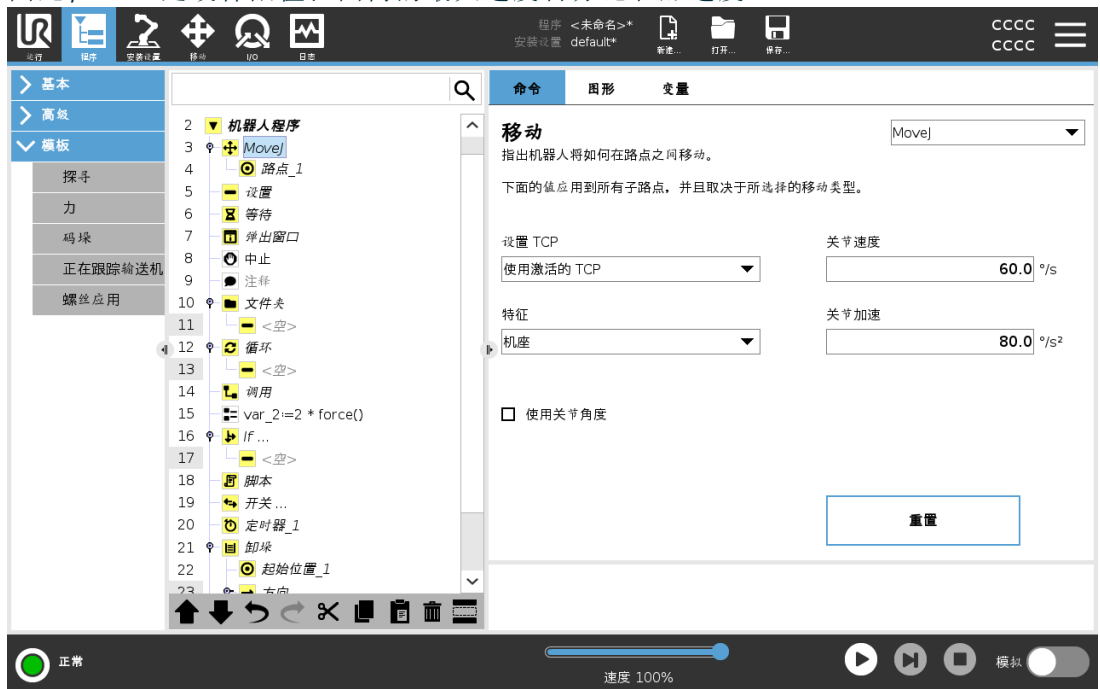 程序 <未命名>*
安装设置 default*
新建...
打开...
保存...
CCCC
CCCC
UR
运行
程序
安装设置
移动
I/O
日志
基本
高级
模板
探寻
力
码垛
正在跟踪输送机
螺丝应用
2 机器人程序
3 MoveJ
4 路点_1
5 设置
6 等待
7 弹出窗口
8 中止
9 注释
10 文件夹
11 <空>
12 循环
13 <空>
14 调用
15 var_2:=2 * force()
16 If ...
17 <空>
18 脚本
19 开关 ...
20 定时器_1
21 卸垛
22 起始位置_1
23 方向
命令
图形
变量
移动
MoveJ
指出机器人将如何在路点之间移动。
下面的值应用到所有子路点，并且取决于所选择的移动类型。
设置 TCP
关节速度
使用激活的 TCP
60.0 °/s
特征
关节加速
机座
80.0 °/s²
使用关节角度
重置
正常
速度 100%
模拟